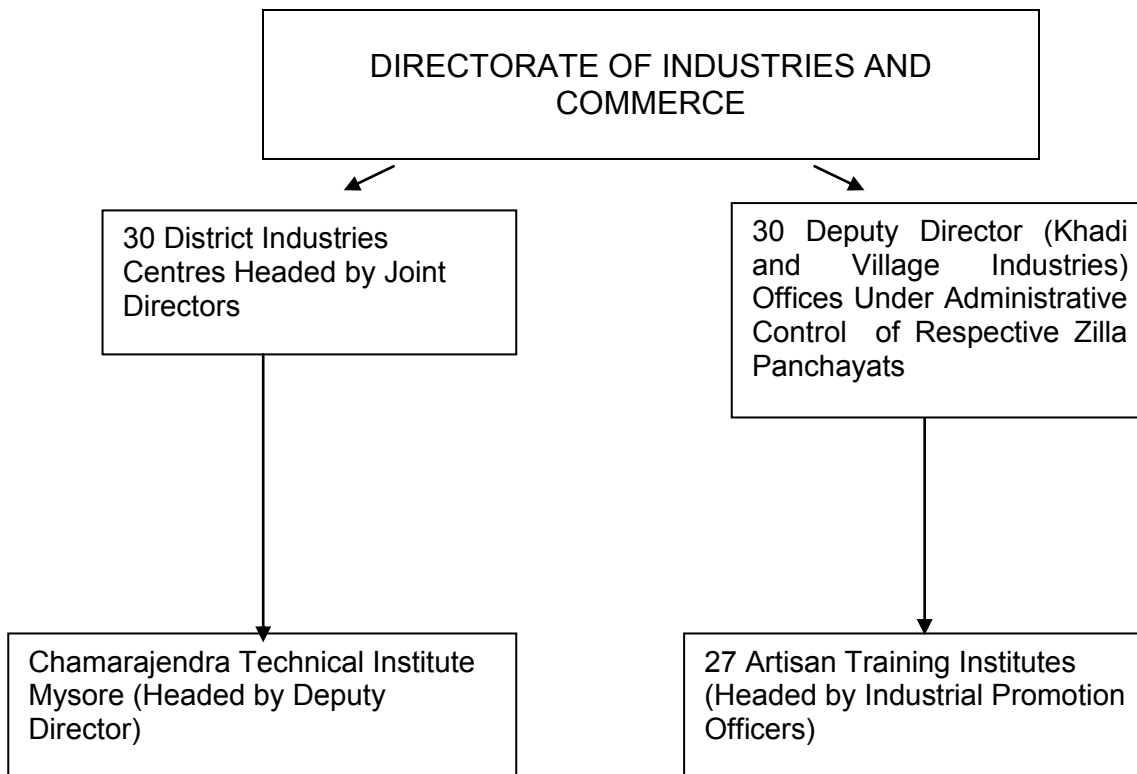 DIRECTORATE OF INDUSTRIES AND
COMMERCE
30 District Industries
Centres Headed by Joint
Directors
30 Deputy Director (Khadi
and Village Industries)
Offices Under Administrative
Control of Respective Zilla
Panchayats
Chamarajendra Technical Institute
Mysore (Headed by Deputy
Director)
27 Artisan Training Institutes
(Headed by Industrial Promotion
Officers)